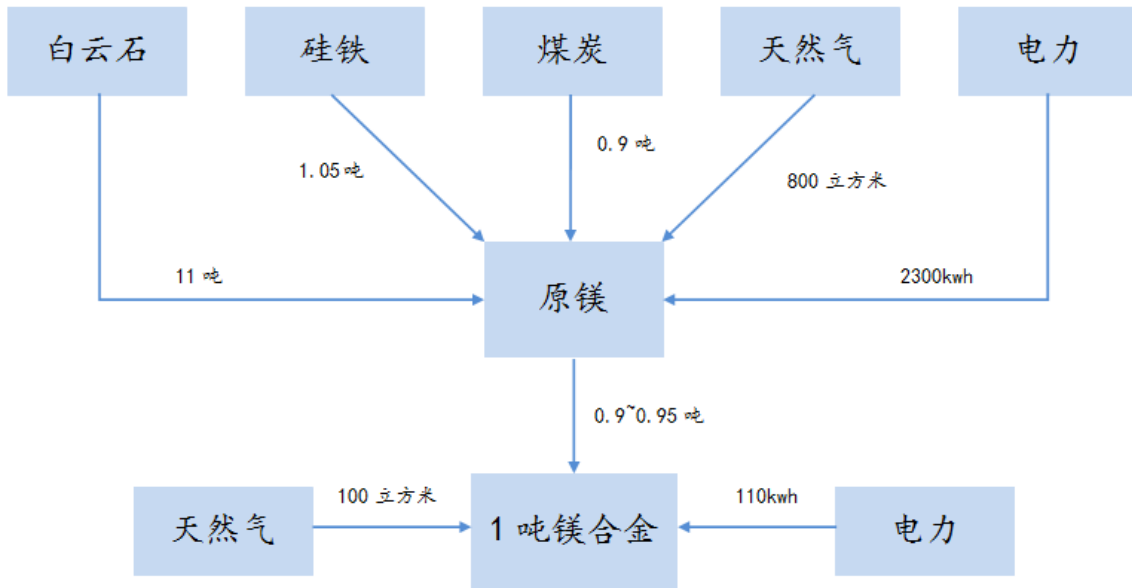 白云石
硅铁
煤炭
天然气
电力
0.9 吨
1.05吨
800 立方米
11 吨
2300kwh
原镁
0.9~0.95 吨
100 立方米
110kwh
天然气
1 吨镁合金
电力